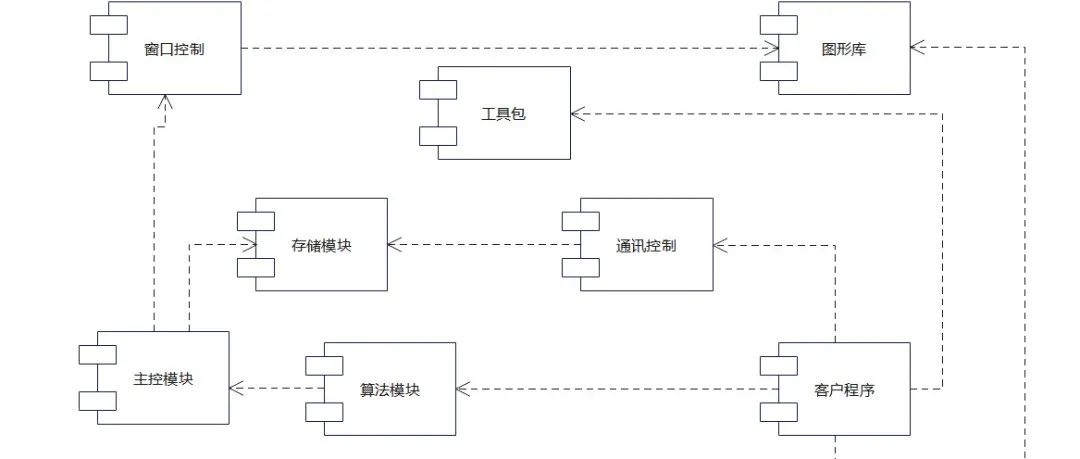 窗口控制
图形库
工具包
存储模块
通讯控制
主控模块
算法模块
客户程序